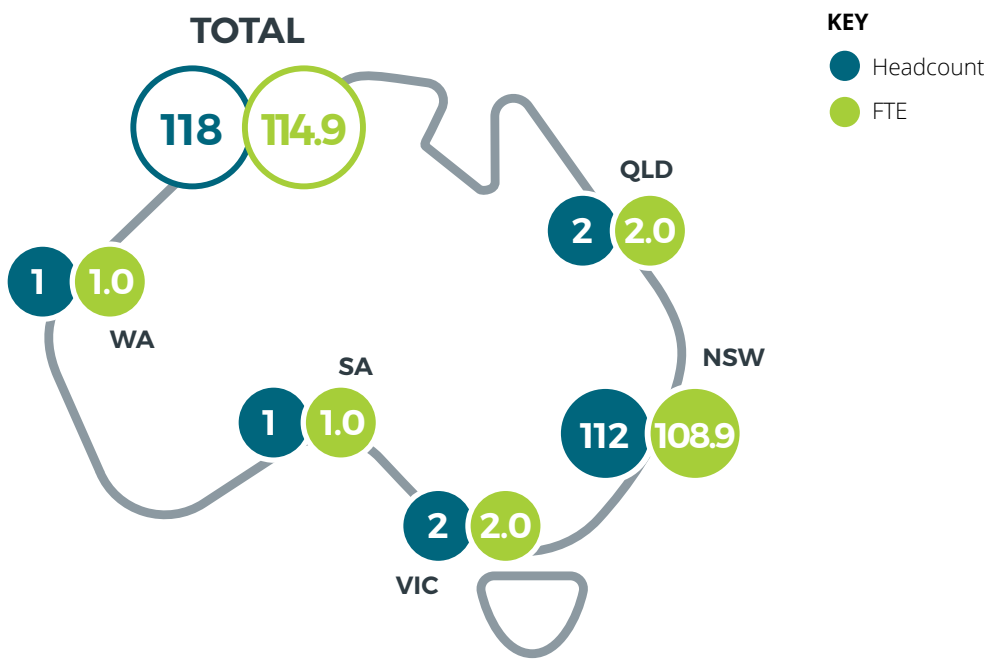 TOTAL
118 114.9
KEY
Headcount
FTE
QLD
2 2.0
1 1.0
WA
NSW
112 108.9
SA
1 1.0
2 2.0
VIC